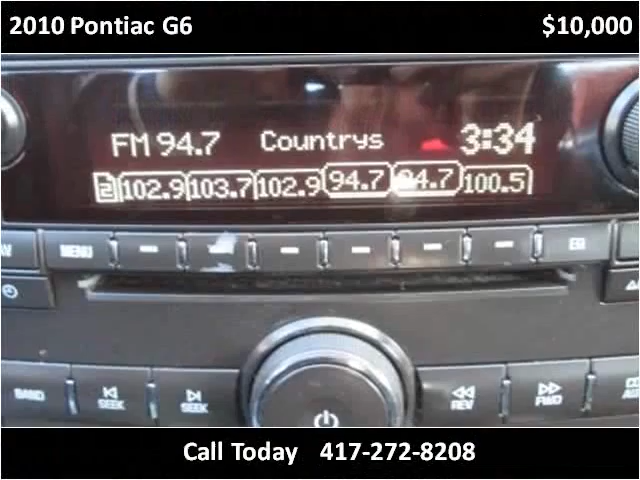 2010 Pontiac G6 $10,000
FM 94.7 Countrys 3:34
2 102.9 103.7 102.9 94.7 94.7 100.5
MENU EQ
BAND SEEK SEEK REV FWD
Call Today 417-272-8208